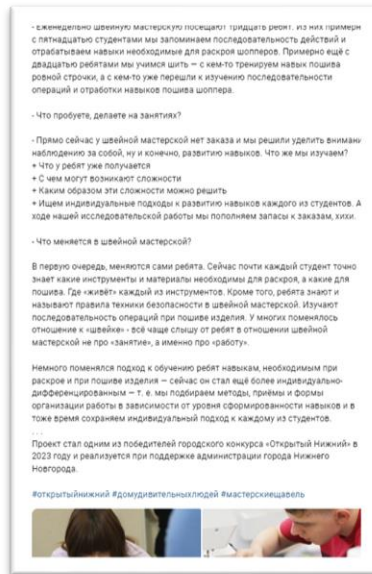 - Еженедельно швейную мастерскую посещают тридцать ребят. Из них примерн
с пятнадцатью студентами мы запоминаем последовательность действий и
отрабатываем навыки необходимые для раскроя шопперов. Примерно ещё с
двадцатью ребятами мы учимся шить — с кем-то тренируем навык пошива
ровной строчки, а с кем-то уже перешли к изучению последовательности
операций и отработки навыков пошива шоппера.
- Что пробуете, делаете на занятиях?
- Прямо сейчас у швейной мастерской нет заказа и мы решили уделить вниман
наблюдению за собой, ну и конечно, развитию навыков. Что же мы изучаем?
+ Что у ребят уже получается
+ С чем могут возникают сложности
+ Каким образом эти сложности можно решить
+ Ищем индивидуальные подходы к развитию навыков каждого из студентов. А
ходе нашей исследовательской работы мы пополняем запасы к заказам, хихи.
- Что меняется в швейной мастерской?
В первую очередь, меняются сами ребята. Сейчас почти каждый студент точно
знает какие инструменты и материалы необходимы для раскроя, а какие для
пошива. Где «живёт» каждый из инструментов. Кроме того, ребята знают и
называют правила техники безопасности в швейной мастерской. Изучают
последовательность операций при пошиве изделия. У многих поменялось
отношение к «швейке» - всё чаще слышу от ребят в отношении швейной
мастерской не про «занятие», а именно про «работу».
Немного поменялся подход к обучению ребят навыкам, необходимым при
раскрое и при пошиве изделия — сейчас он стал ещё более индивидуально-
дифференцированным — т. е. мы подбираем методы, приёмы и формы
организации работы в зависимости от уровня сформированности навыков и в
тоже время сохраняем индивидуальный подход к каждому из студентов.
. . .
Проект стал одним из победителей городского конкурса «Открытый Нижний» в
2023 году и реализуется при поддержке администрации города Нижнего
Новгорода.
#открытыйнижний #домудивительныхлюдей #мастерскиещавель